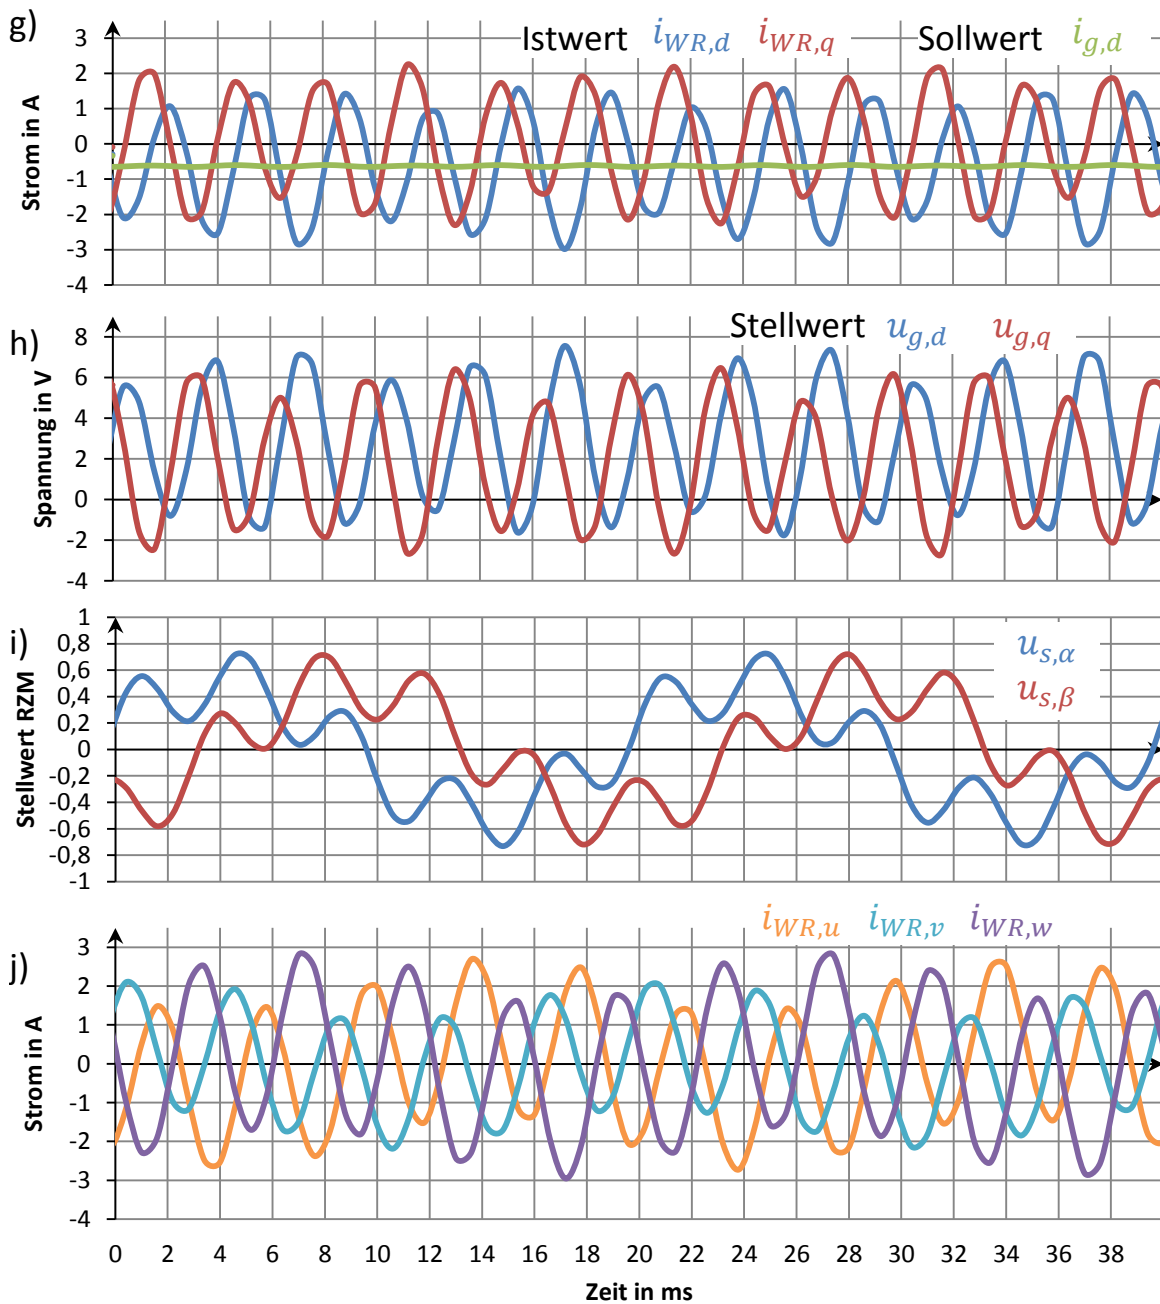 g)
Istwert i_{WR,d} i_{WR,q} Sollwert i_{g,d}
Strom in A
3
2
1
0
-1
-2
-3
-4
h)
Stellwert u_{g,d} u_{g,q}
Spannung in V
8
6
4
2
0
-2
-4
i)
u_{s,α}
u_{s,β}
Stellwert RZM
1
0,8
0,6
0,4
0,2
0
-0,2
-0,4
-0,6
-0,8
-1
j)
i_{WR,u} i_{WR,v} i_{WR,w}
Strom in A
3
2
1
0
-1
-2
-3
-4
0 2 4 6 8 10 12 14 16 18 20 22 24 26 28 30 32 34 36 38
Zeit in ms